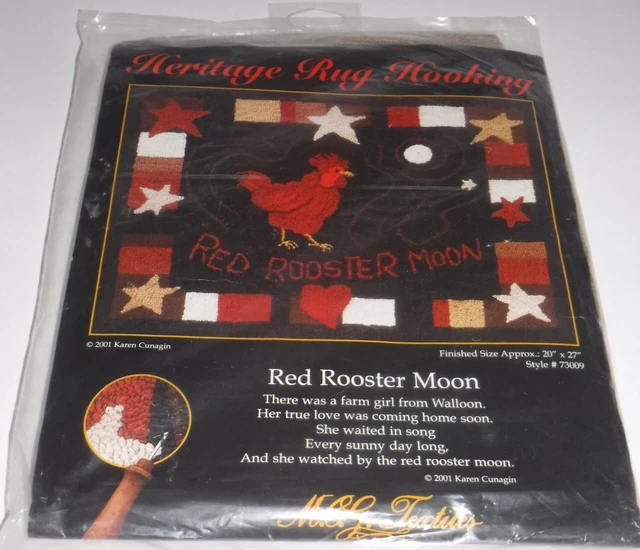 Heritage Rug Hooking
RED ROOSTER MOON
© 2001 Karen Cunagin
Finished Size Approx.: 20" x 27"
Style # 73009
Red Rooster Moon
There was a farm girl from Walloon.
Her true love was coming home soon.
She waited in song
Every sunny day long,
And she watched by the red rooster moon.
© 2001 Karen Cunagin
M.C.G. Textiles